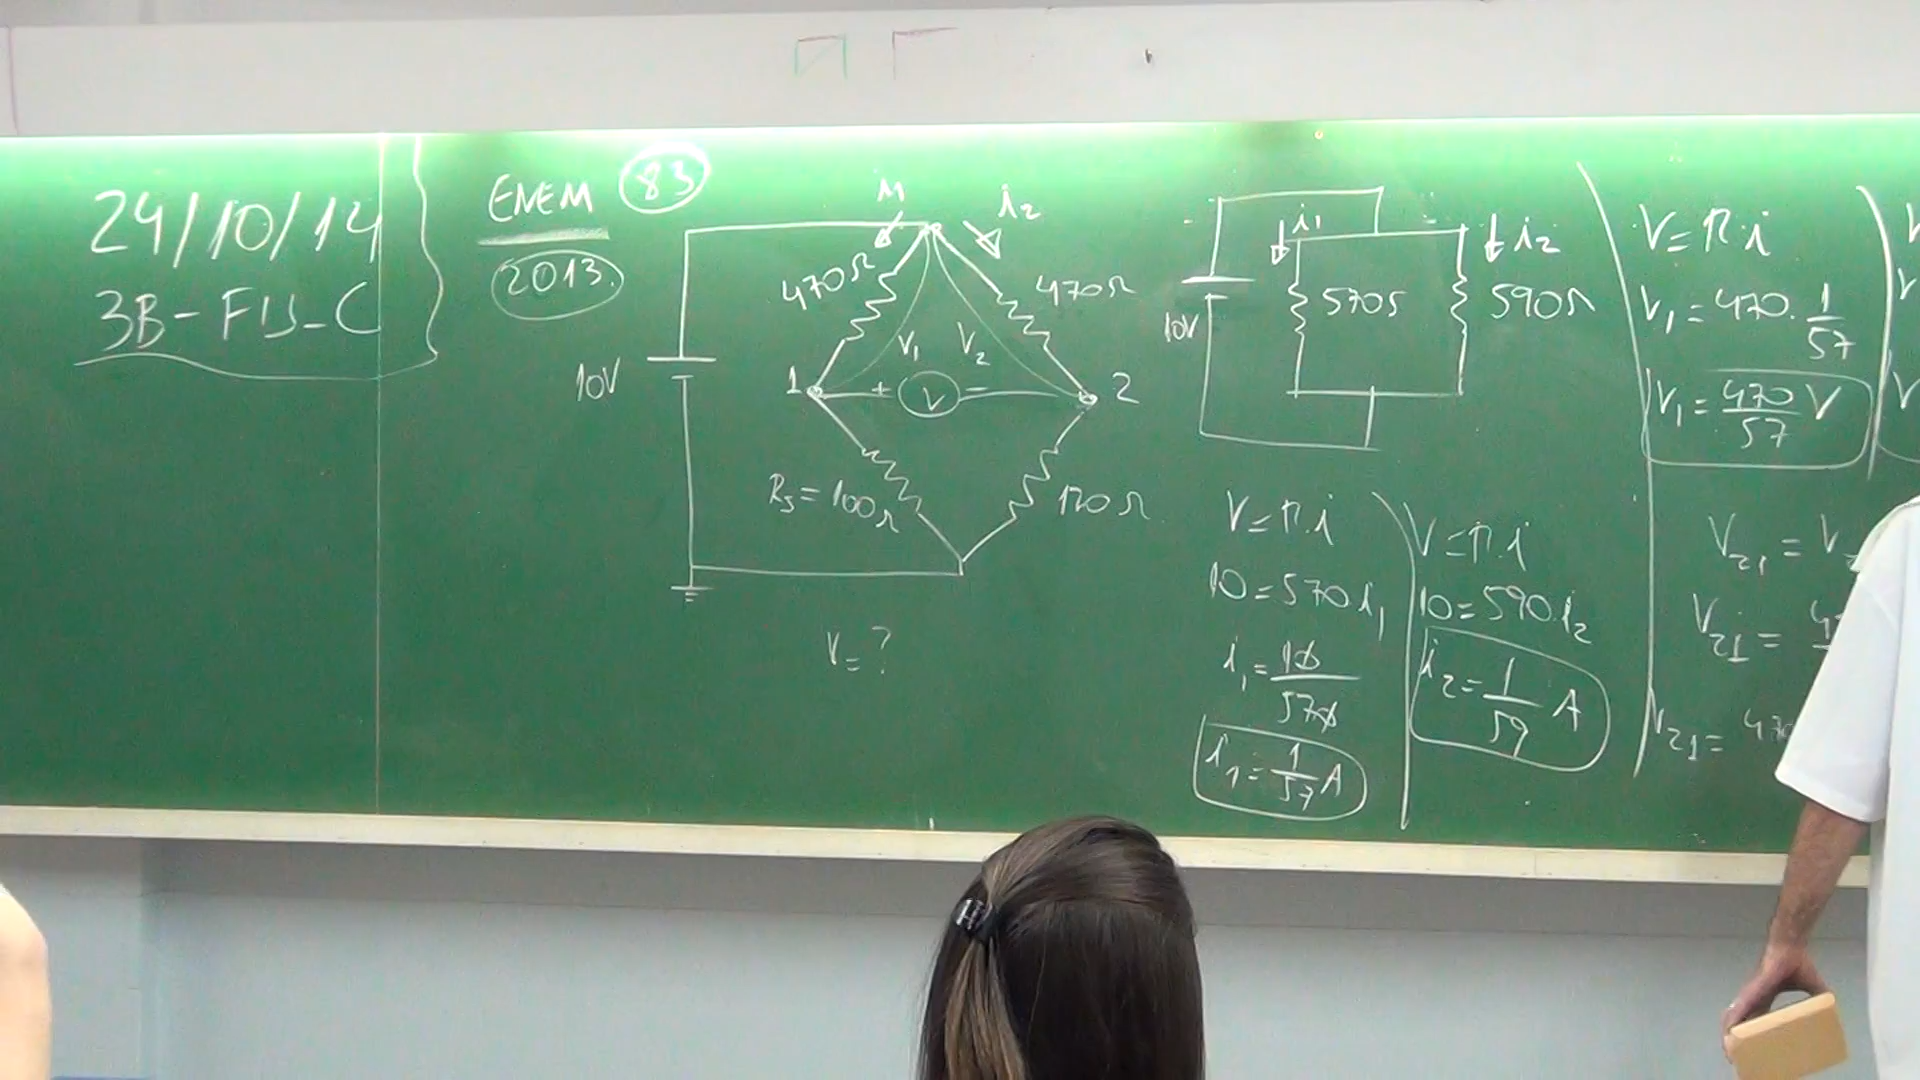 24/10/14
3B - FIS - C
ENEM 83
2013.
i1
i2
470Ω
470Ω
10V
V1
V2
1
+
V
-
2
Rs = 100Ω
120Ω
V = ?
i1
i2
10V
570Ω
590Ω
V = R.i
10 = 570.i1
i1 = 10/570
i1 = 1/57 A
V = R.i
10 = 590.i2
i2 = 1/59 A
V = R.i
V1 = 470. 1/57
V1 = 470/57 V
V21 = V
V21 =
V21 = 470